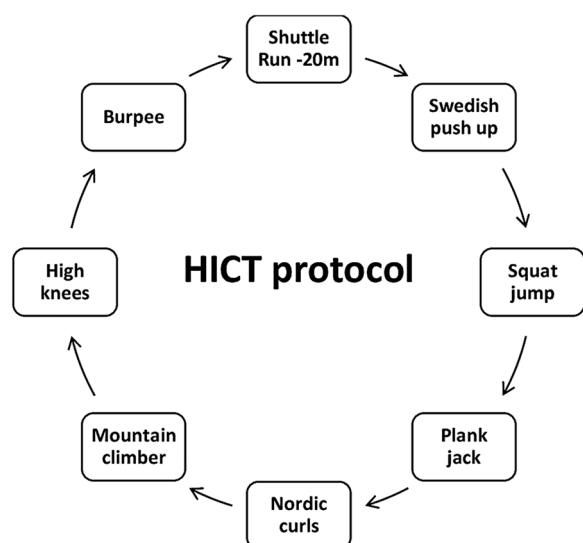 Shuttle
Run -20m
Swedish
push up
Squat
jump
Plank
jack
Nordic
curls
Mountain
climber
High
knees
Burpee
HICT protocol